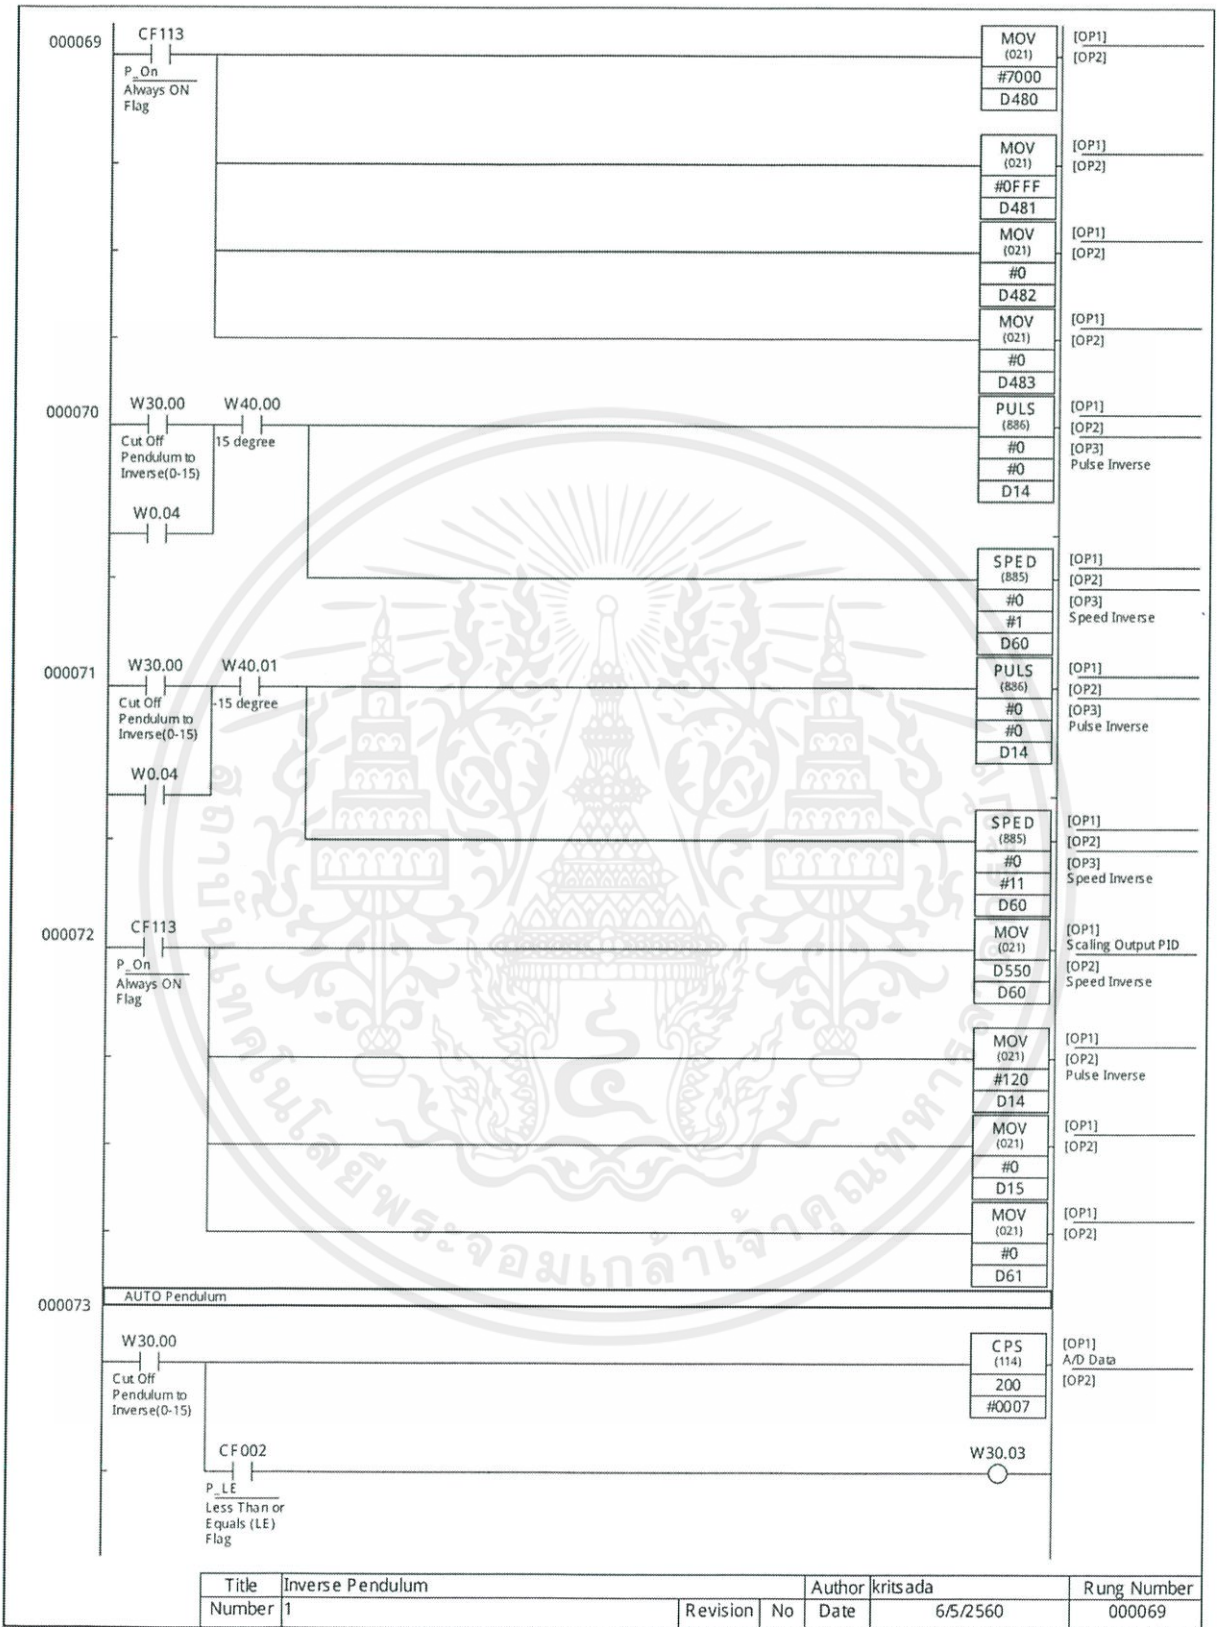 000069
CF113
P_On
Always ON
Flag
MOV
(021)
#7000
D480
[OP1]
[OP2]
MOV
(021)
#0FFF
D481
[OP1]
[OP2]
MOV
(021)
#0
D482
[OP1]
[OP2]
MOV
(021)
#0
D483
[OP1]
[OP2]
000070
W30.00
Cut Off
Pendulum to
Inverse(0-15)
W40.00
15 degree
W0.04
PULS
(886)
#0
#0
D14
[OP1]
[OP2]
[OP3]
Pulse Inverse
SPED
(885)
#0
#1
D60
[OP1]
[OP2]
[OP3]
Speed Inverse
000071
W30.00
Cut Off
Pendulum to
Inverse(0-15)
W40.01
-15 degree
W0.04
PULS
(886)
#0
#0
D14
[OP1]
[OP2]
[OP3]
Pulse Inverse
SPED
(885)
#0
#11
D60
[OP1]
[OP2]
[OP3]
Speed Inverse
000072
CF113
P_On
Always ON
Flag
MOV
(021)
D550
D60
[OP1]
Scaling Output PID
[OP2]
Speed Inverse
MOV
(021)
#120
D14
[OP1]
[OP2]
Pulse Inverse
MOV
(021)
#0
D15
[OP1]
[OP2]
MOV
(021)
#0
D61
[OP1]
[OP2]
000073
AUTO Pendulum
W30.00
Cut Off
Pendulum to
Inverse(0-15)
CPS
(114)
200
#0007
[OP1]
A/D Data
[OP2]
CF002
P_LE
Less Than or
Equals (LE)
Flag
W30.03
Title Inverse Pendulum Author kritsada Rung Number
Number 1 Revision No Date 6/5/2560 000069